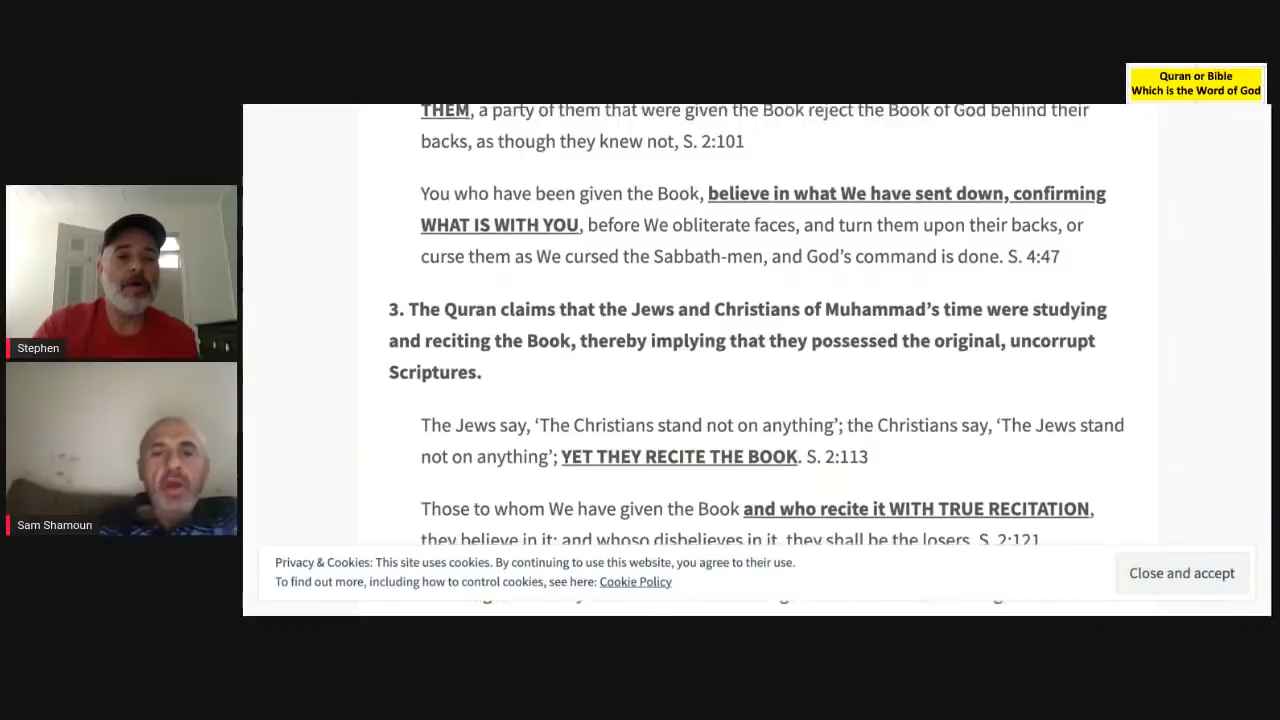 Quran or Bible
Which is the Word of God
THEM, a party of them that were given the Book reject the Book of God behind their
backs, as though they knew not, S. 2:101
You who have been given the Book, believe in what We have sent down, confirming
WHAT IS WITH YOU, before We obliterate faces, and turn them upon their backs, or
curse them as We cursed the Sabbath-men, and God’s command is done. S. 4:47
3. The Quran claims that the Jews and Christians of Muhammad’s time were studying
and reciting the Book, thereby implying that they possessed the original, uncorrupt
Scriptures.
The Jews say, ‘The Christians stand not on anything’; the Christians say, ‘The Jews stand
not on anything’; YET THEY RECITE THE BOOK. S. 2:113
Those to whom We have given the Book and who recite it WITH TRUE RECITATION,
they believe in it; and whoso disbelieves in it, they shall be the losers. S. 2:121
Privacy & Cookies: This site uses cookies. By continuing to use this website, you agree to their use.
To find out more, including how to control cookies, see here: Cookie Policy
Close and accept
Stephen
Sam Shamoun